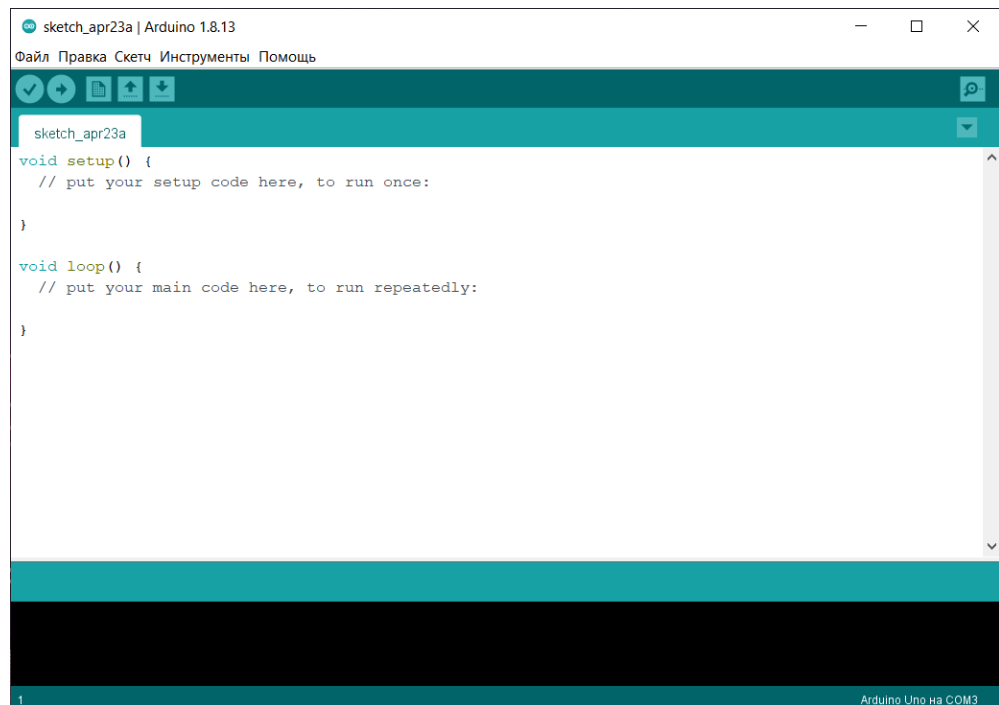 sketch_apr23a | Arduino 1.8.13
Файл Правка Скетч Инструменты Помощь
sketch_apr23a
void setup() {
  // put your setup code here, to run once:
}
void loop() {
  // put your main code here, to run repeatedly:
}
1
Arduino Uno на COM3